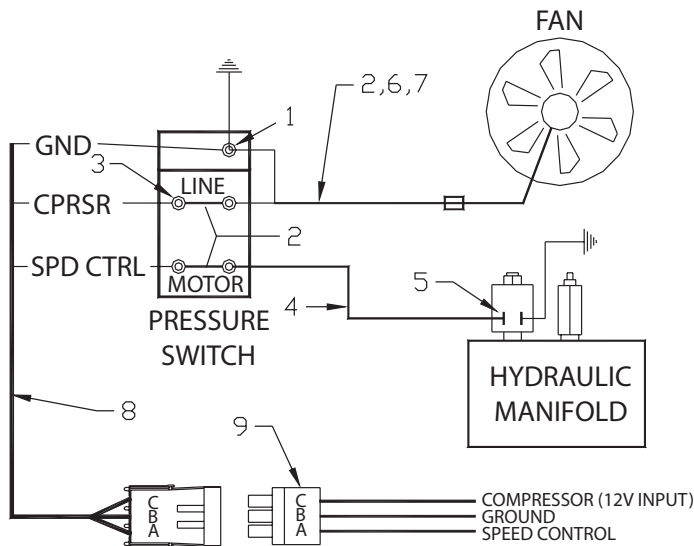 FAN
2,6,7
1
GND
3
LINE
CPRSR
2
SPD CTRL
MOTOR
5
4
PRESSURE
SWITCH
HYDRAULIC
MANIFOLD
8
9
C
B
A
C
B
A
COMPRESSOR (12V INPUT)
GROUND
SPEED CONTROL